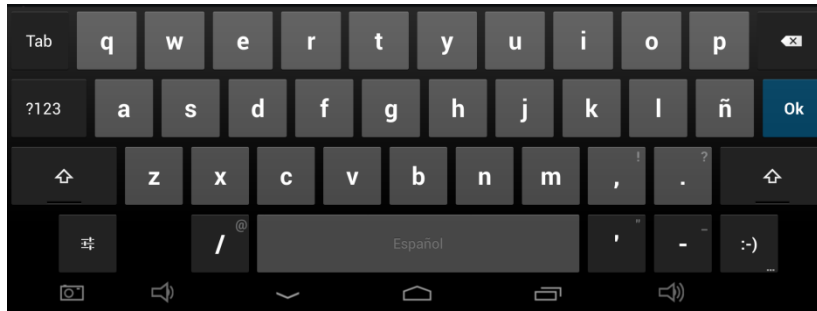 Tab q w e r t y u i o p
?123 a s d f g h j k l ñ Ok
z x c v b n m , ! . ?
/ @ Español ' " - _ :-) ...